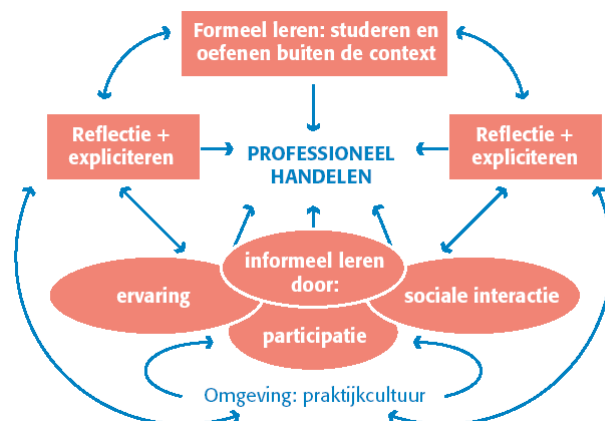 Formeel leren: studeren en
oefenen buiten de context
Reflectie +
expliciteren
PROFESSIONEEL
HANDELEN
Reflectie +
expliciteren
informeel leren
door:
ervaring
sociale interactie
participatie
Omgeving: praktijkcultuur